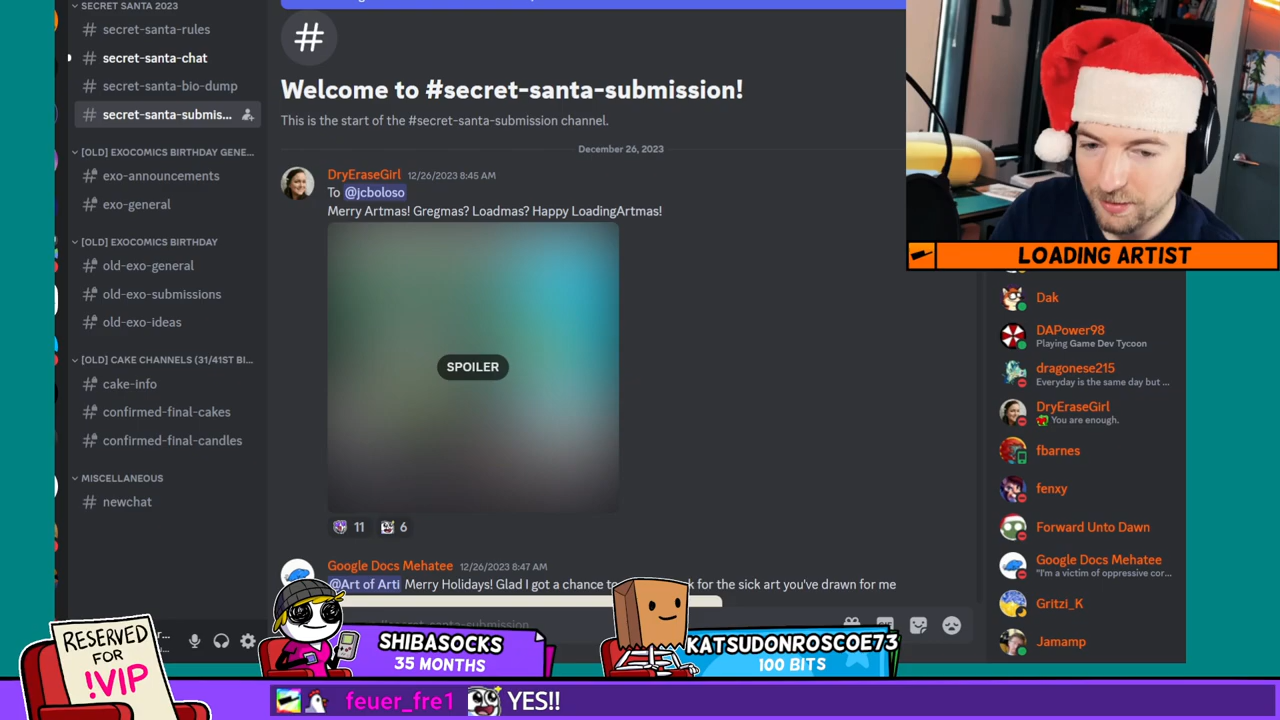 SECRET SANTA 2023
secret-santa-rules
secret-santa-chat
secret-santa-bio-dump
secret-santa-submis...
[OLD] EXOCOMICS BIRTHDAY GENE...
exo-announcements
exo-general
[OLD] EXOCOMICS BIRTHDAY
old-exo-general
old-exo-submissions
old-exo-ideas
[OLD] CAKE CHANNELS (31/41ST BI...
cake-info
confirmed-final-cakes
confirmed-final-candles
MISCELLANEOUS
newchat
#
Welcome to #secret-santa-submission!
This is the start of the #secret-santa-submission channel.
December 26, 2023
DryEraseGirl 12/26/2023 8:45 AM
To @jcboloso
Merry Artmas! Gregmas? Loadmas? Happy LoadingArtmas!
SPOILER
11 6
Google Docs Mehatee 12/26/2023 8:47 AM
@Art of Arti Merry Holidays! Glad I got a chance for the sick art you've drawn for me
#secret-santa-submission
LOADING ARTIST
Dak
DAPower98
Playing Game Dev Tycoon
dragonese215
Everyday is the same day but ...
DryEraseGirl
You are enough.
fbarnes
fenxy
Forward Unto Dawn
Google Docs Mehatee
"I'm a victim of oppressive cor...
Gritzi_K
Jamamp
RESERVED
FOR
!VIP
SHIBASOCKS
35 MONTHS
KATSUDONROSCOE73
100 BITS
feuer_fre1 YES!!